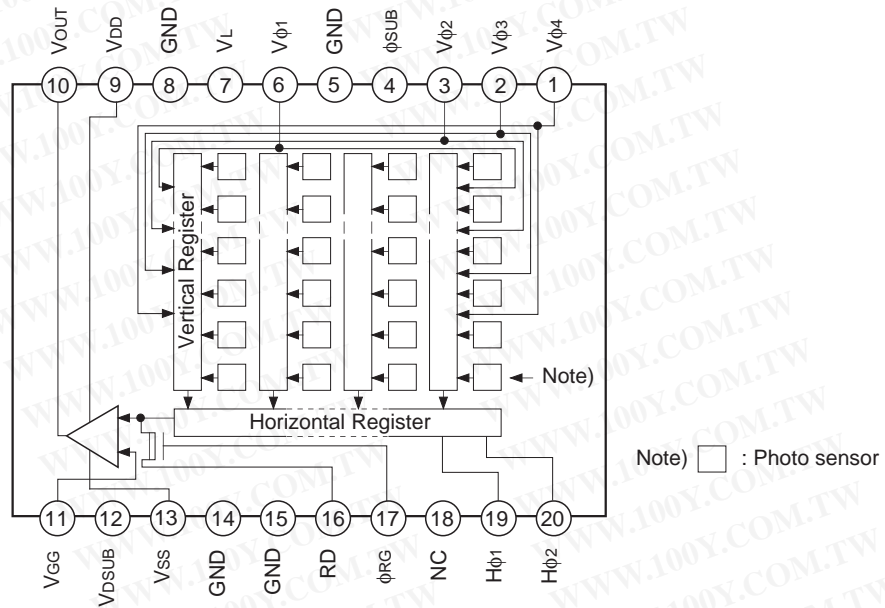 VOUT VDD GND VL Vφ1 GND φSUB Vφ2 Vφ3 Vφ4
10 9 8 7 6 5 4 3 2 1
Vertical Register
Note)
Horizontal Register
Note) : Photo sensor
11 12 13 14 15 16 17 18 19 20
VGG VDSUB VSS GND GND RD φRG NC Hφ1 Hφ2
WWW.100Y.COM.TW